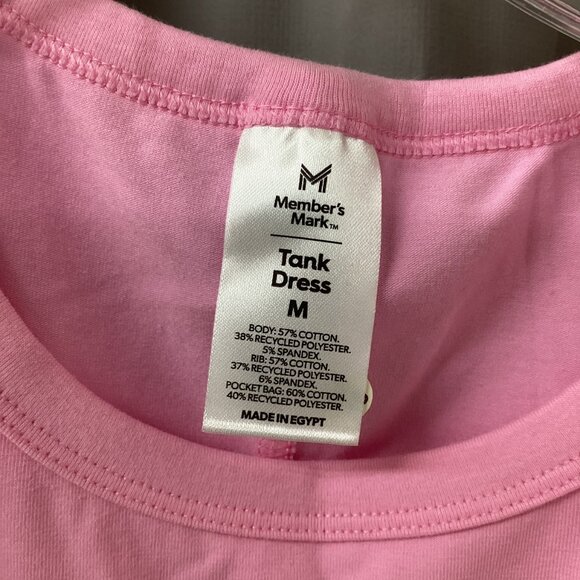 Member's
Mark™
Tank
Dress
M
BODY: 57% COTTON.
38% RECYCLED POLYESTER.
5% SPANDEX.
RIB: 57% COTTON.
37% RECYCLED POLYESTER.
6% SPANDEX.
POCKET BAG: 60% COTTON.
40% RECYCLED POLYESTER.
MADE IN EGYPT